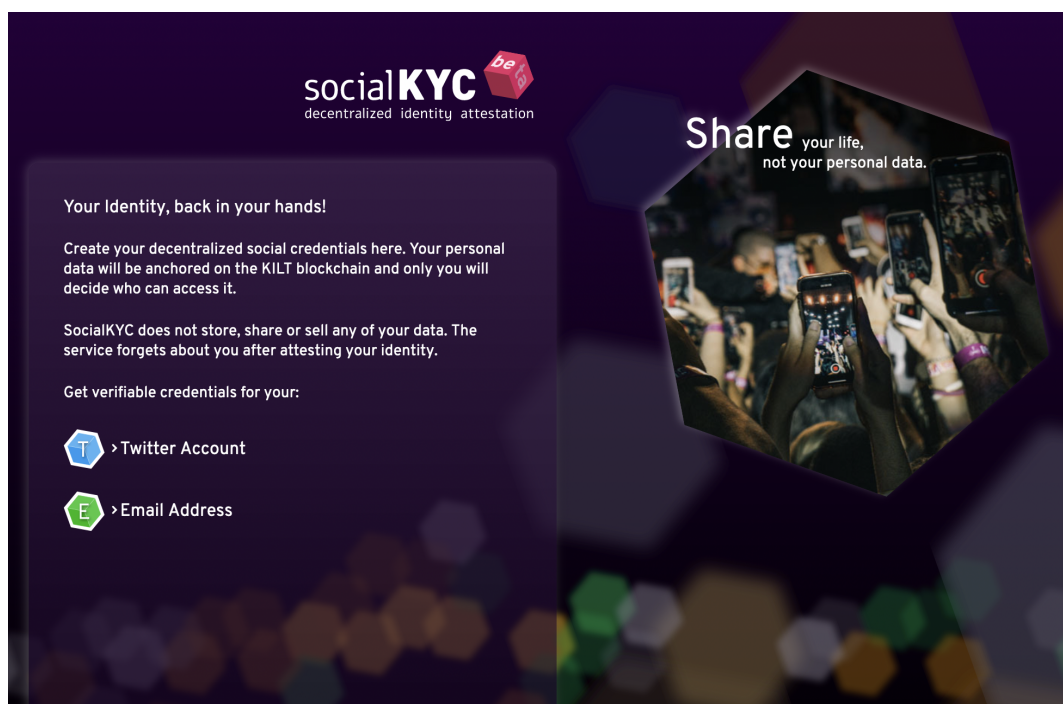 socialKYC
be
ta
decentralized identity attestation
Share your life,
not your personal data.
Your Identity, back in your hands!
Create your decentralized social credentials here. Your personal
data will be anchored on the KILT blockchain and only you will
decide who can access it.
SocialKYC does not store, share or sell any of your data. The
service forgets about you after attesting your identity.
Get verifiable credentials for your:
T > Twitter Account
E > Email Address